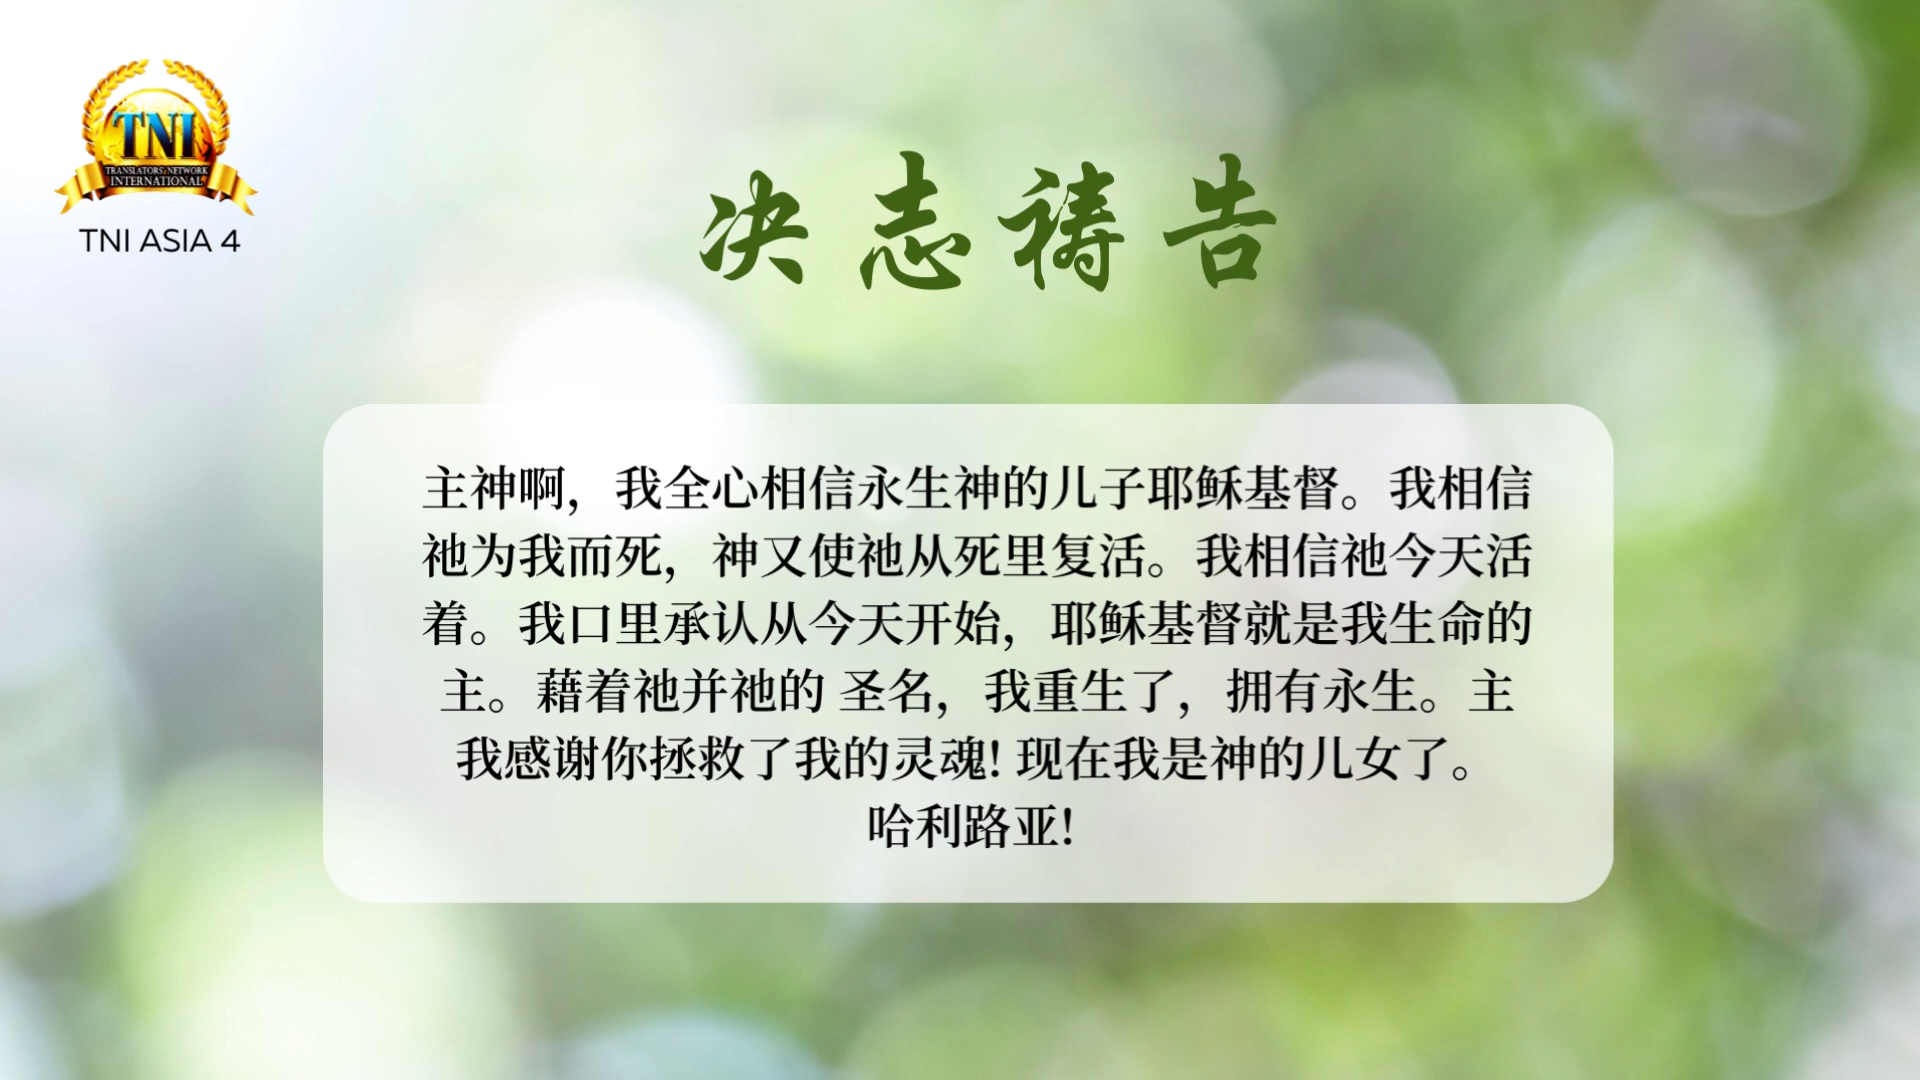 TNI
TRANSLATORS' NETWORK
INTERNATIONAL
TNI ASIA 4
决志祷告
主神啊，我全心相信永生神的儿子耶稣基督。我相信
祂为我而死，神又使祂从死里复活。我相信祂今天活
着。我口里承认从今天开始，耶稣基督就是我生命的
主。藉着祂并祂的 圣名，我重生了，拥有永生。主
我感谢你拯救了我的灵魂! 现在我是神的儿女了。
哈利路亚!